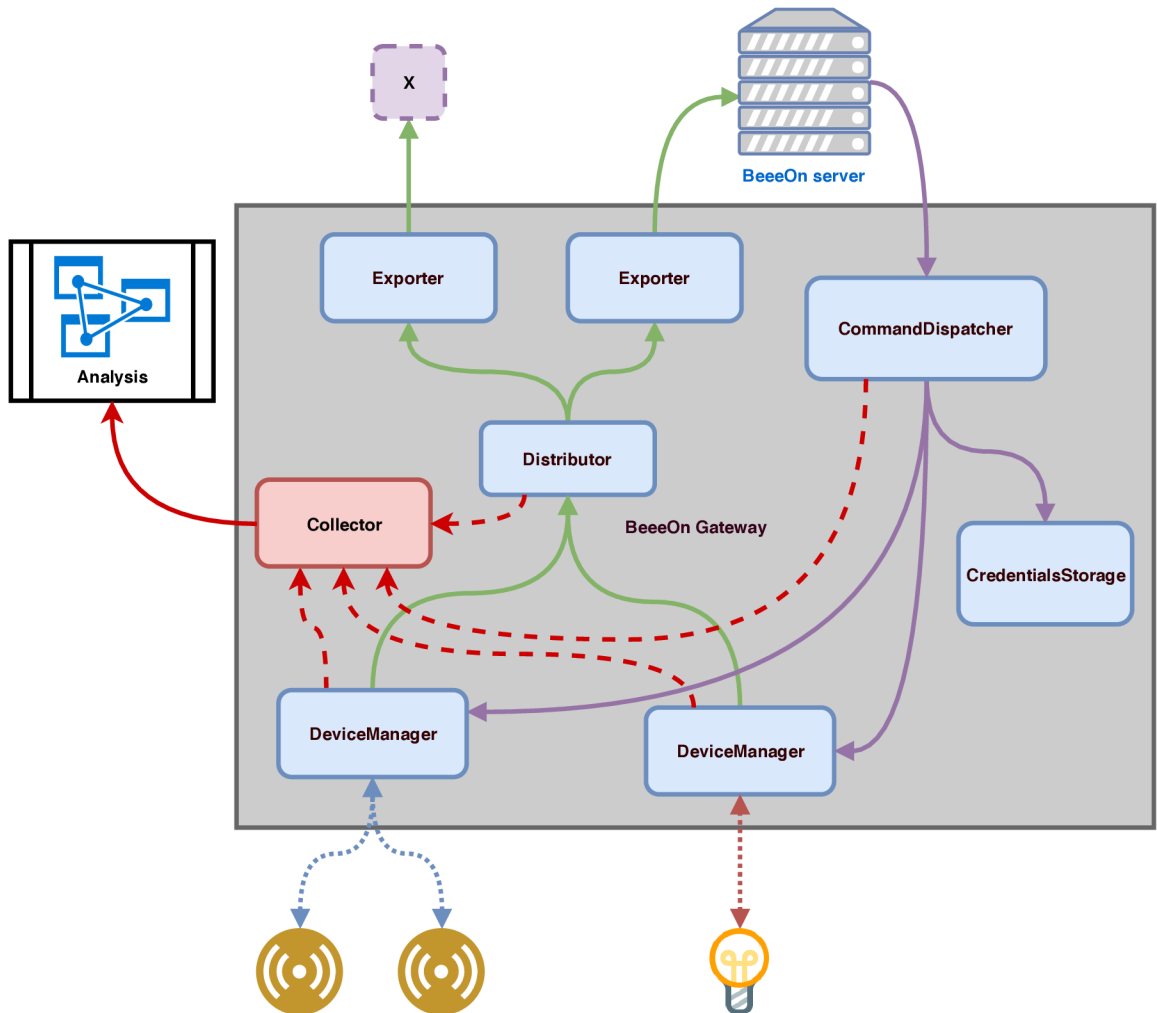 X
BeeeOn server
Exporter
Exporter
CommandDispatcher
Analysis
Distributor
Collector
BeeeOn Gateway
CredentialsStorage
DeviceManager
DeviceManager